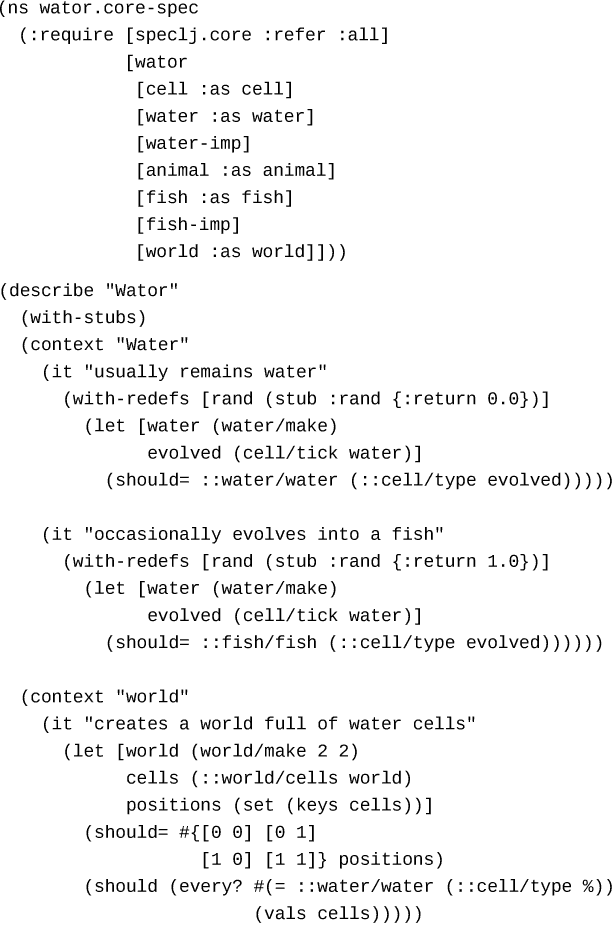 (ns wator.core-spec
  (:require [speclj.core :refer :all]
            [wator
             [cell :as cell]
             [water :as water]
             [water-imp]
             [animal :as animal]
             [fish :as fish]
             [fish-imp]
             [world :as world]]))
(describe "Wator"
  (with-stubs)
  (context "Water"
    (it "usually remains water"
      (with-redefs [rand (stub :rand {:return 0.0})]
        (let [water (water/make)
              evolved (cell/tick water)]
          (should= ::water/water (::cell/type evolved)))))

    (it "occasionally evolves into a fish"
      (with-redefs [rand (stub :rand {:return 1.0})]
        (let [water (water/make)
              evolved (cell/tick water)]
          (should= ::fish/fish (::cell/type evolved))))))

  (context "world"
    (it "creates a world full of water cells"
      (let [world (world/make 2 2)
            cells (::world/cells world)
            positions (set (keys cells))]
        (should= #{[0 0] [0 1]
                   [1 0] [1 1]} positions)
        (should (every? #(= ::water/water (::cell/type %))
                        (vals cells)))))